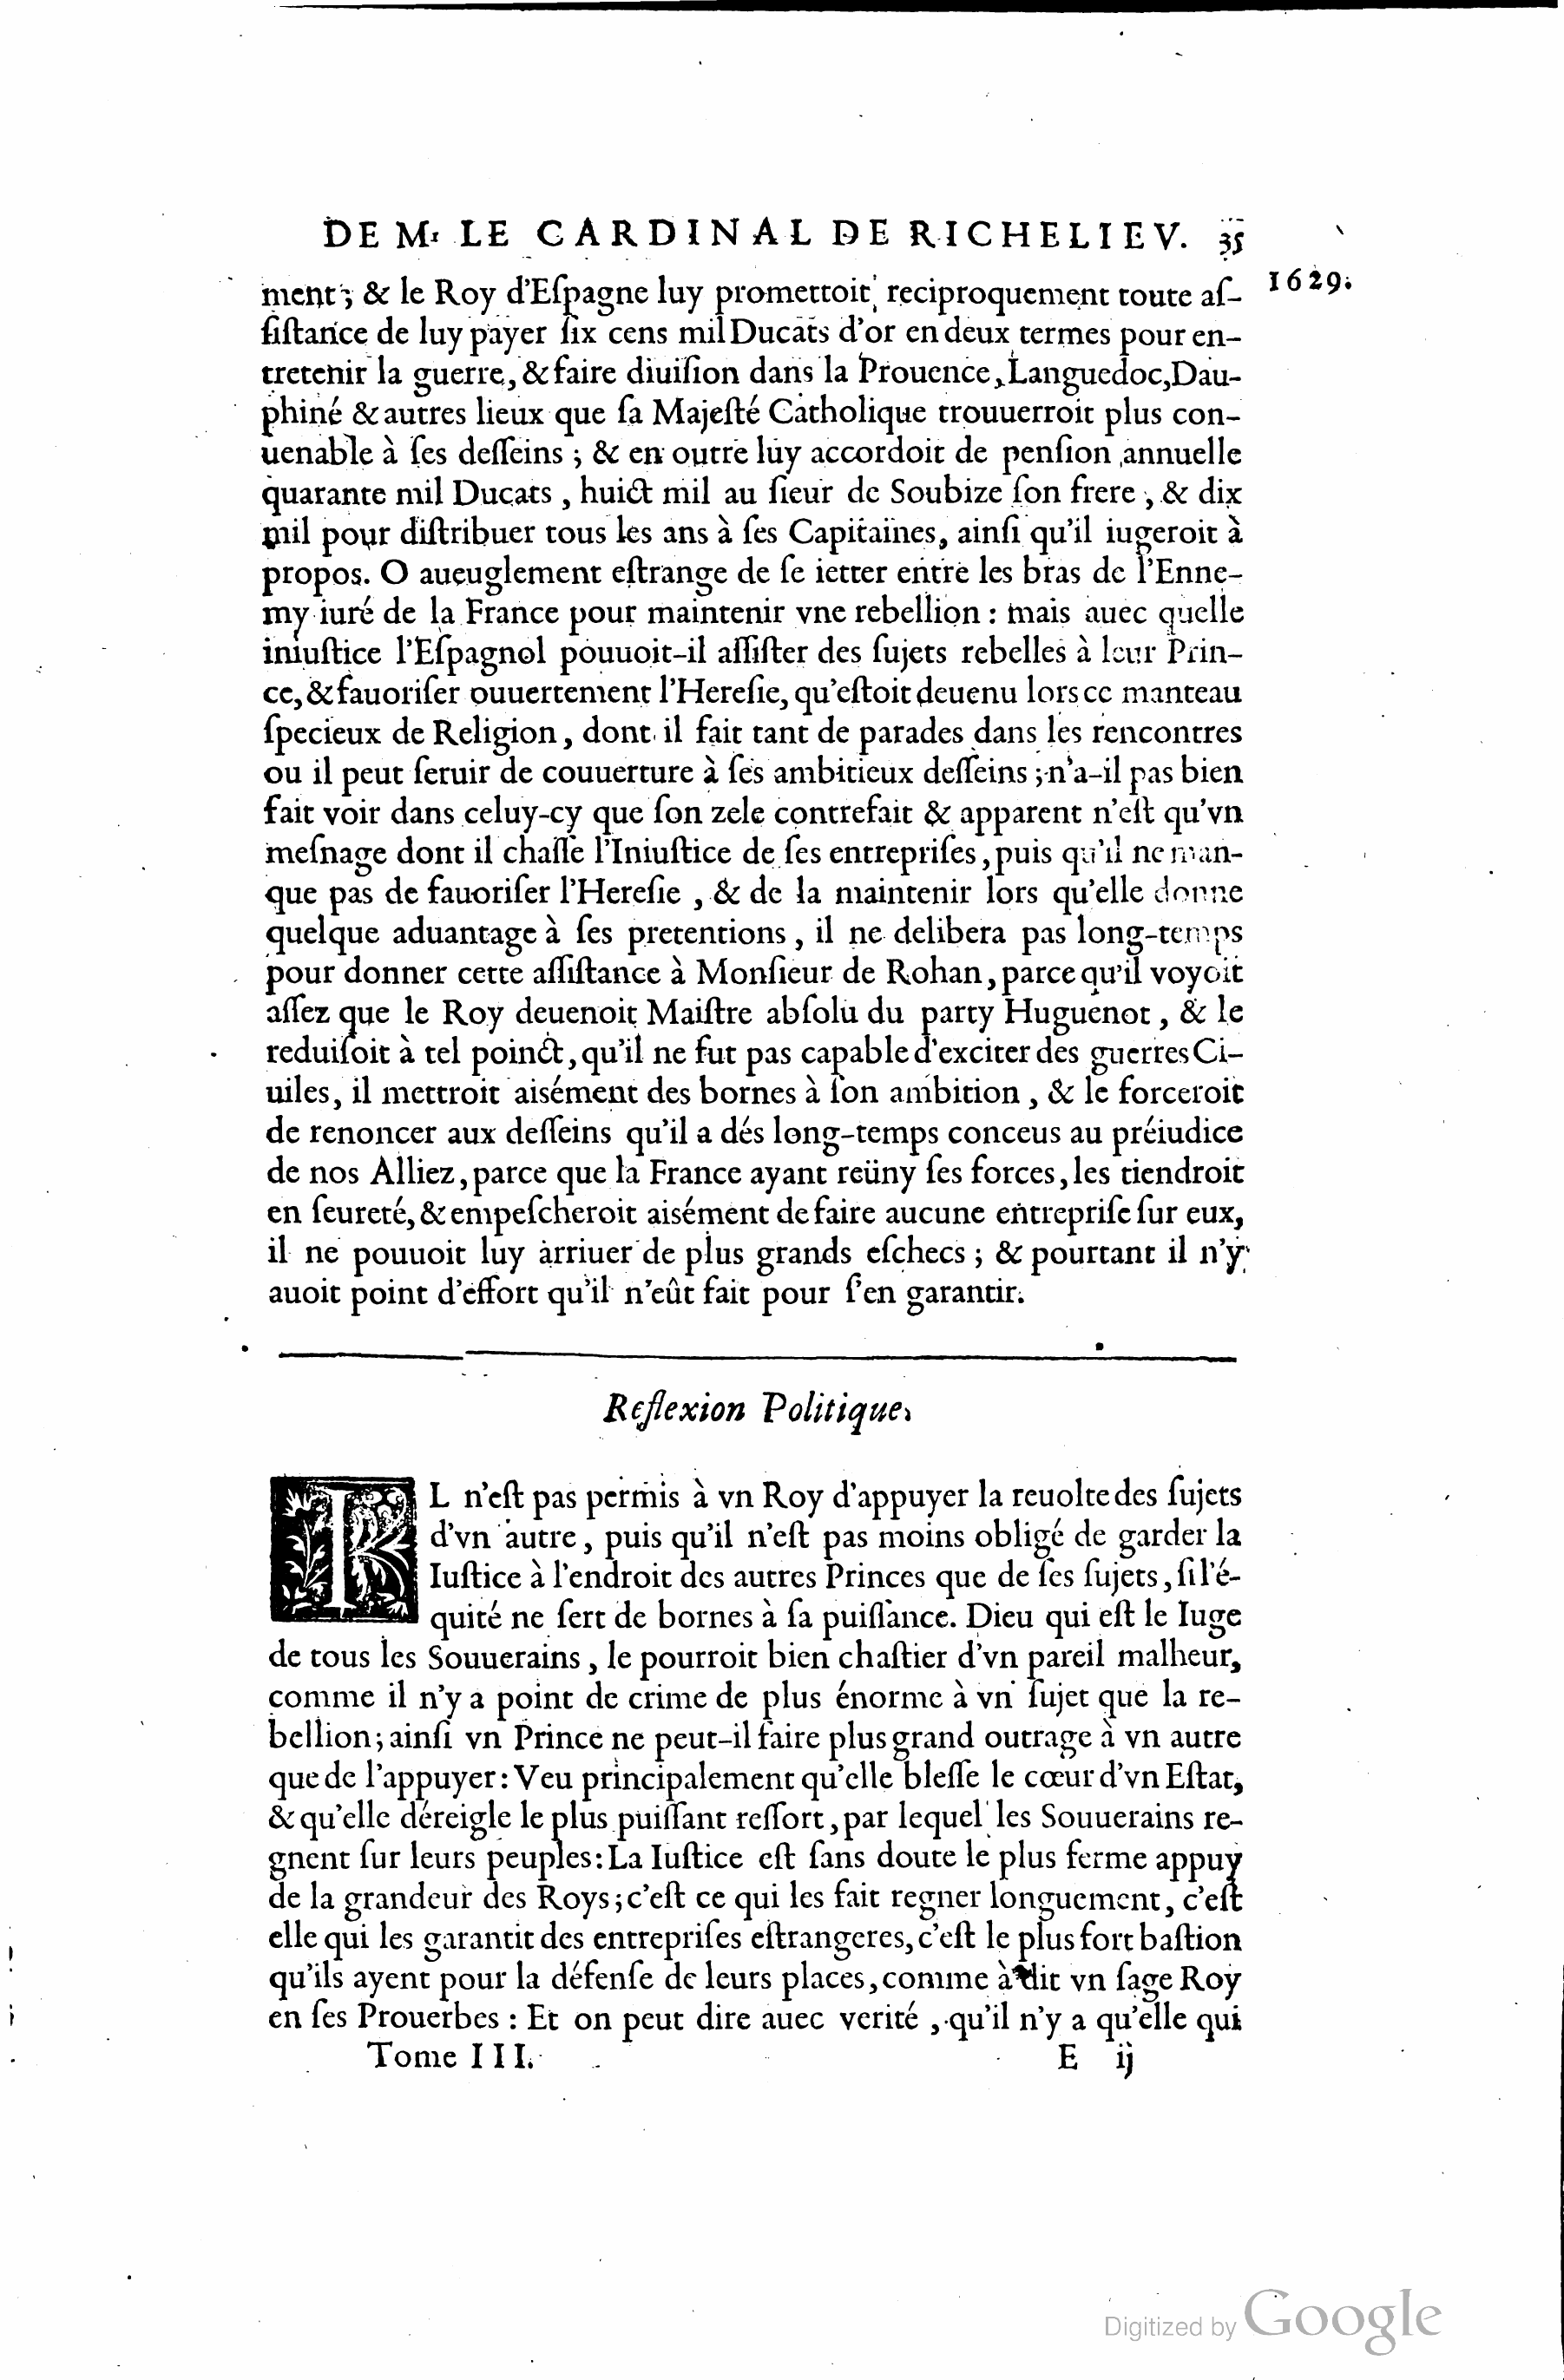 DE Mr LE CARDINAL DE RICHELIEV. 35
1629.
ment; & le Roy d'Eſpagne luy promettoit reciproquement toute aſ-
ſiſtance de luy payer ſix cens mil Ducats d'or en deux termes pour en-
tretenir la guerre, & faire diuiſion dans la Prouence, Languedoc, Dau-
phiné & autres lieux que ſa Majeſté Catholique trouuerroit plus con-
uenable à ſes deſſeins ; & en outre luy accordoit de penſion annuelle
quarante mil Ducats , huict mil au ſieur de Soubize ſon frere , & dix
mil pour diſtribuer tous les ans à ſes Capitaines, ainſi qu'il iugeroit à
propos. O aueuglement eſtrange de ſe ietter entre les bras de l'Enne-
my iuré de la France pour maintenir vne rebellion : mais auec quelle
iniuſtice l'Eſpagnol pouuoit-il aſſiſter des ſujets rebelles à leur Prin-
ce, & fauoriſer ouuertement l'Hereſie, qu'eſtoit deuenu lors ce manteau
ſpecieux de Religion, dont il fait tant de parades dans les rencontres
ou il peut ſeruir de couuerture à ſes ambitieux deſſeins ; n'a-il pas bien
fait voir dans celuy-cy que ſon zele contrefait & apparent n'eſt qu'vn
meſnage dont il chaſſe l'Iniuſtice de ſes entrepriſes, puis qu'il ne man-
que pas de fauoriſer l'Hereſie , & de la maintenir lors qu'elle donne
quelque aduantage à ſes pretentions , il ne delibera pas long-temps
pour donner cette aſſiſtance à Monſieur de Rohan, parce qu'il voyoit
aſſez que le Roy deuenoit Maiſtre abſolu du party Huguenot , & le
reduiſoit à tel poinct, qu'il ne fut pas capable d'exciter des guerres Ci-
uiles, il mettroit aisément des bornes à ſon ambition , & le forceroit
de renoncer aux deſſeins qu'il a dés long-temps conceus au préiudice
de nos Alliez, parce que la France ayant reüny ſes forces, les tiendroit
en ſeureté, & empeſcheroit aisément de faire aucune entrepriſe ſur eux,
il ne pouuoit luy arriuer de plus grands eſchecs ; & pourtant il n'y
auoit point d'effort qu'il n'eût fait pour ſ'en garantir.
Reflexion Politique.
IL n'eſt pas permis à vn Roy d'appuyer la reuolte des ſujets
d'vn autre, puis qu'il n'eſt pas moins obligé de garder la
Iuſtice à l'endroit des autres Princes que de ſes ſujets, ſi l'é-
quité ne ſert de bornes à ſa puiſſance. Dieu qui eſt le Iuge
de tous les Souuerains , le pourroit bien chaſtier d'vn pareil malheur,
comme il n'y a point de crime de plus énorme à vn ſujet que la re-
bellion; ainſi vn Prince ne peut-il faire plus grand outrage à vn autre
que de l'appuyer : Veu principalement qu'elle bleſſe le cœur d'vn Eſtat,
& qu'elle déreigle le plus puiſſant reſſort, par lequel les Souuerains re-
gnent ſur leurs peuples : La Iuſtice eſt ſans doute le plus ferme appuy
de la grandeur des Roys ; c'eſt ce qui les fait regner longuement, c'eſt
elle qui les garantit des entrepriſes eſtrangeres, c'eſt le plus fort baſtion
qu'ils ayent pour la défenſe de leurs places, comme à dit vn ſage Roy
en ſes Prouerbes : Et on peut dire auec verité , qu'il n'y a qu'elle qui
Tome III. E ij
Digitized by Google